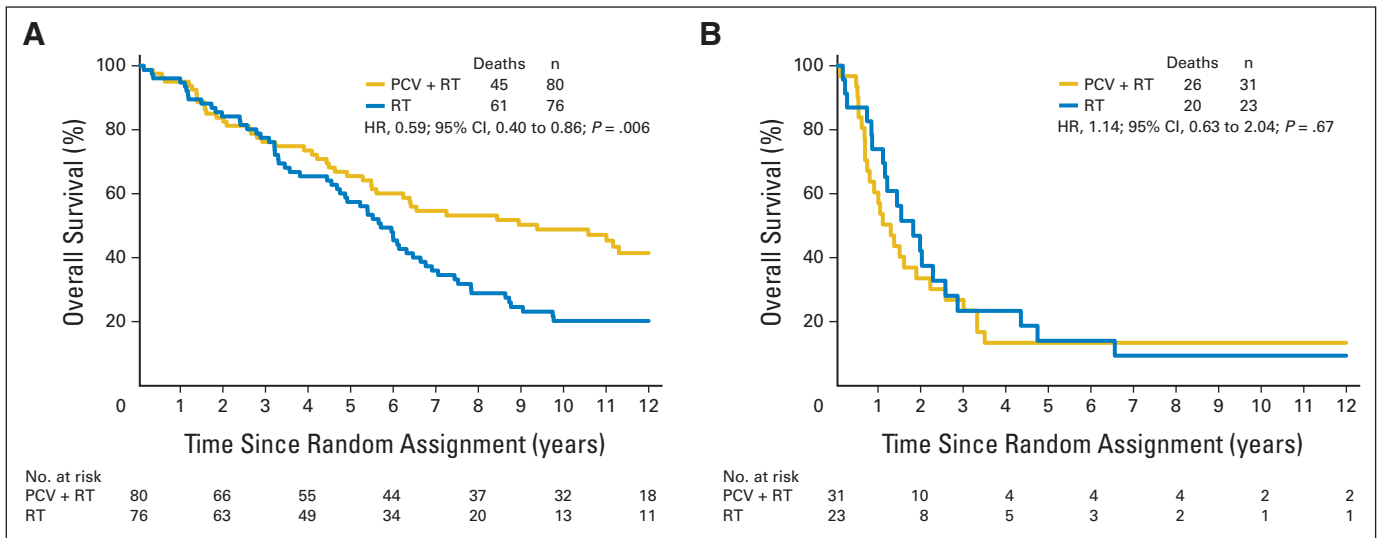 A
Deaths n
PCV + RT 45 80
RT 61 76
HR, 0.59; 95% CI, 0.40 to 0.86; P = .006
100
80
60
40
20
Overall Survival (%)
0 1 2 3 4 5 6 7 8 9 10 11 12
Time Since Random Assignment (years)
No. at risk
PCV + RT 80 66 55 44 37 32 18
RT 76 63 49 34 20 13 11
B
Deaths n
PCV + RT 26 31
RT 20 23
HR, 1.14; 95% CI, 0.63 to 2.04; P = .67
100
80
60
40
20
Overall Survival (%)
0 1 2 3 4 5 6 7 8 9 10 11 12
Time Since Random Assignment (years)
No. at risk
PCV + RT 31 10 4 4 4 2 2
RT 23 8 5 3 2 1 1